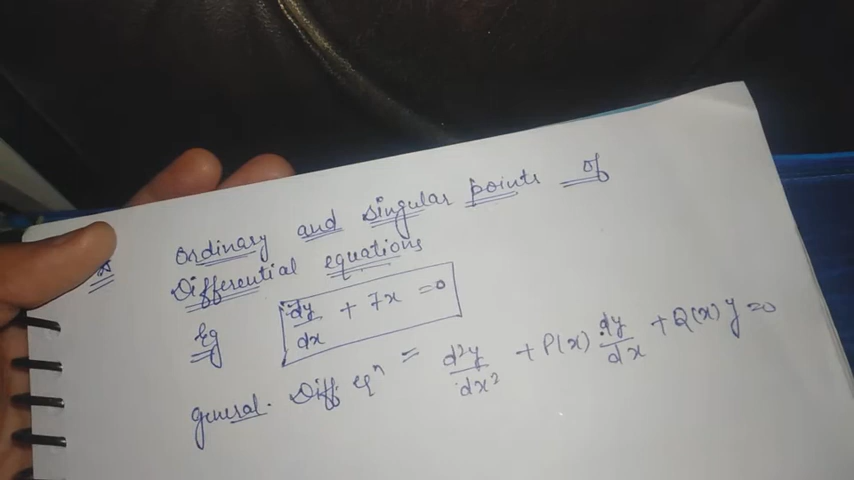 Ordinary and singular points of
Differential equations
Eg dy/dx + 7x = 0
General. Diff. eqⁿ = d²y/dx² + P(x) dy/dx + Q(x) y = 0